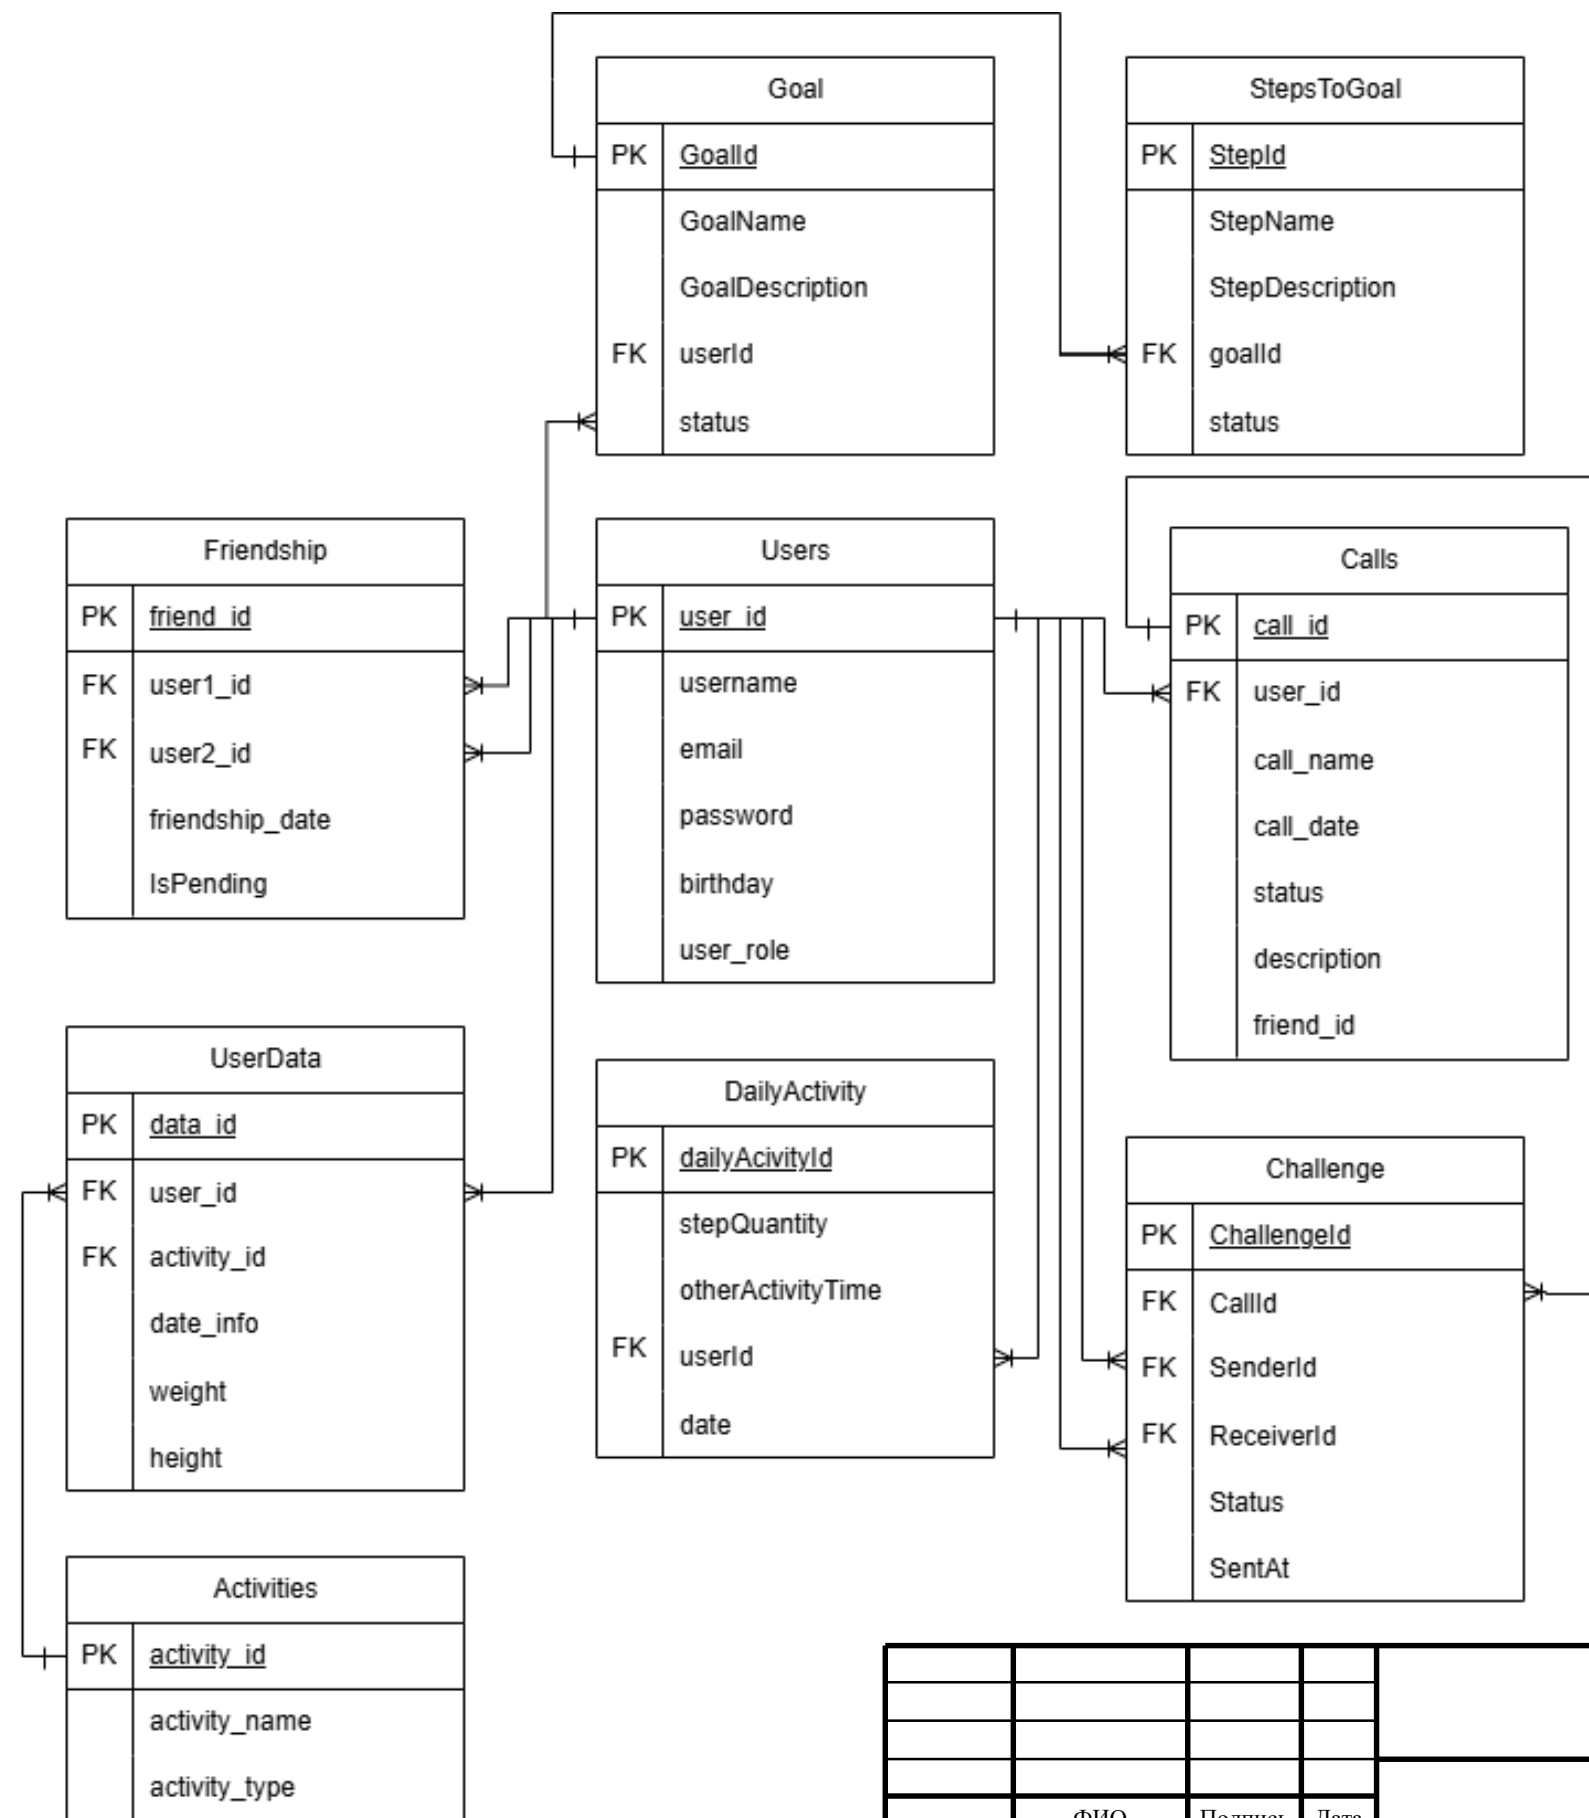 Goal
PK GoalId
GoalName
GoalDescription
FK userId
status
StepsToGoal
PK StepId
StepName
StepDescription
FK goalId
status
Friendship
PK friend_id
FK user1_id
FK user2_id
friendship_date
IsPending
Users
PK user_id
username
email
password
birthday
user_role
Calls
PK call_id
FK user_id
call_name
call_date
status
description
friend_id
UserData
PK data_id
FK user_id
FK activity_id
date_info
weight
height
DailyActivity
PK dailyAcivityId
stepQuantity
otherActivityTime
FK userId
date
Challenge
PK ChallengeId
FK CallId
FK SenderId
FK ReceiverId
Status
SentAt
Activities
PK activity_id
activity_name
activity_type
ФИО Подпись Дата